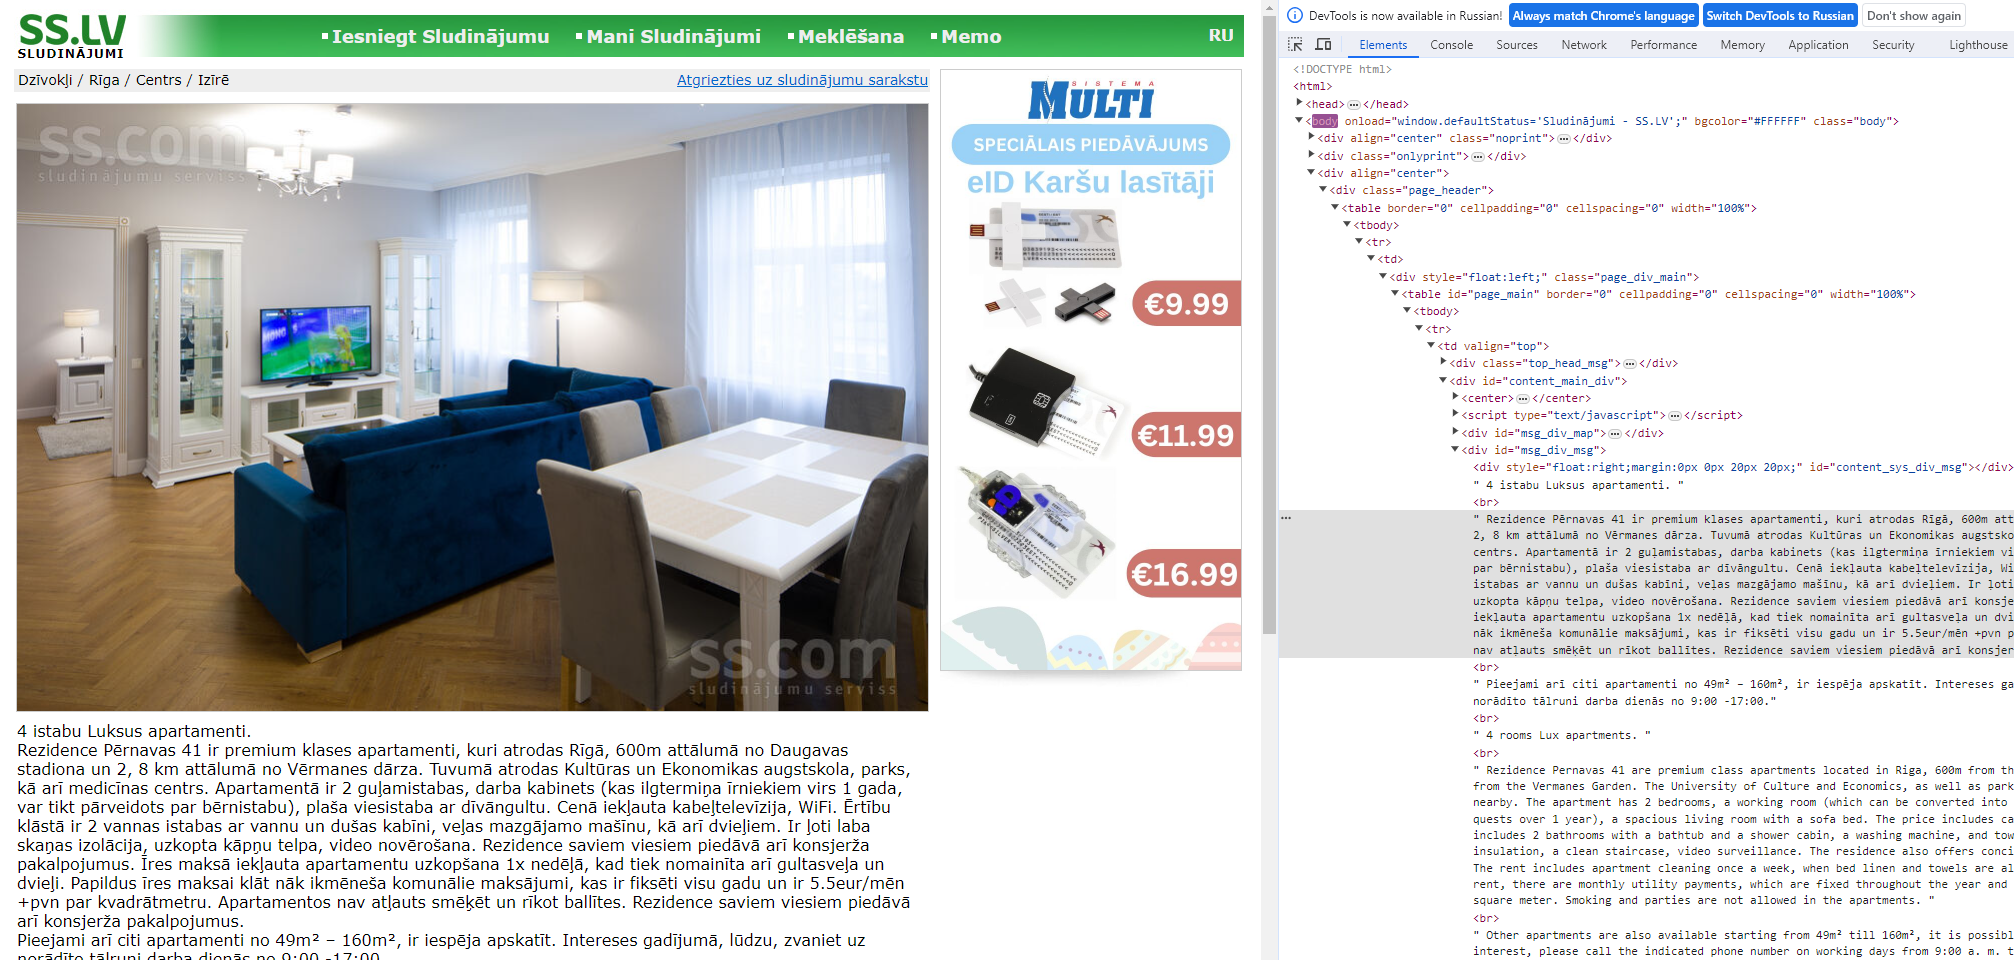 SS.LV
SLUDINĀJUMI
Iesniegt Sludinājumu
Mani Sludinājumi
Meklēšana
Memo
RU
Dzīvokļi / Rīga / Centrs / Izīrē
Atgriezties uz sludinājumu sarakstu
ss.com
sludinājumu serviss
ss.com
sludinājumu serviss
SISTEMA
MULTI
SPECIĀLAIS PIEDĀVĀJUMS
eID Karšu lasītāji
€9.99
€11.99
€16.99
4 istabu Luksus apartamenti.
Rezidence Pērnavas 41 ir premium klases apartamenti, kuri atrodas Rīgā, 600m attālumā no Daugavas
stadiona un 2, 8 km attālumā no Vērmanes dārza. Tuvumā atrodas Kultūras un Ekonomikas augstskola, parks,
kā arī medicīnas centrs. Apartamentā ir 2 guļamistabas, darba kabinets (kas ilgtermiņa īrniekiem virs 1 gada,
var tikt pārveidots par bērnistabu), plaša viesistaba ar dīvāngultu. Cenā iekļauta kabeļtelevīzija, WiFi. Ērtību
klāstā ir 2 vannas istabas ar vannu un dušas kabīni, veļas mazgājamo mašīnu, kā arī dvieļiem. Ir ļoti laba
skaņas izolācija, uzkopta kāpņu telpa, video novērošana. Rezidence saviem viesiem piedāvā arī konsjerža
pakalpojumus. Īres maksā iekļauta apartamentu uzkopšana 1x nedēļā, kad tiek nomainīta arī gultasveļa un
dvieļi. Papildus īres maksai klāt nāk ikmēneša komunālie maksājumi, kas ir fiksēti visu gadu un ir 5.5eur/mēn
+pvn par kvadrātmetru. Apartamentos nav atļauts smēķēt un rīkot ballītes. Rezidence saviem viesiem piedāvā
arī konsjerža pakalpojumus.
Pieejami arī citi apartamenti no 49m² – 160m², ir iespēja apskatīt. Intereses gadījumā, lūdzu, zvaniet uz
norādīto tālruni darba dienās no 9:00 -17:00.
DevTools is now available in Russian!
Always match Chrome's language
Switch DevTools to Russian
Don't show again
Elements
Console
Sources
Network
Performance
Memory
Application
Security
Lighthouse
<!DOCTYPE html>
<html>
<head> … </head>
<body onload="window.defaultStatus='Sludinājumi - SS.LV';" bgcolor="#FFFFFF" class="body">
<div align="center" class="noprint"> … </div>
<div class="onlyprint"> … </div>
<div align="center">
<div class="page_header">
<table border="0" cellpadding="0" cellspacing="0" width="100%">
<tbody>
<tr>
<td>
<div style="float:left;" class="page_div_main">
<table id="page_main" border="0" cellpadding="0" cellspacing="0" width="100%">
<tbody>
<tr>
<td valign="top">
<div class="top_head_msg"> … </div>
<div id="content_main_div">
<center> … </center>
<script type="text/javascript"> … </script>
<div id="msg_div_map"> … </div>
<div id="msg_div_msg">
<div style="float:right;margin:0px 0px 20px 20px;" id="content_sys_div_msg"></div>
" 4 istabu Luksus apartamenti. "
<br>
" Rezidence Pērnavas 41 ir premium klases apartamenti, kuri atrodas Rīgā, 600m att
2, 8 km attālumā no Vērmanes dārza. Tuvumā atrodas Kultūras un Ekonomikas augstsko
centrs. Apartamentā ir 2 guļamistabas, darba kabinets (kas ilgtermiņa īrniekiem vi
par bērnistabu), plaša viesistaba ar dīvāngultu. Cenā iekļauta kabeļtelevīzija, Wi
istabas ar vannu un dušas kabīni, veļas mazgājamo mašīnu, kā arī dvieļiem. Ir ļoti
uzkopta kāpņu telpa, video novērošana. Rezidence saviem viesiem piedāvā arī konsje
iekļauta apartamentu uzkopšana 1x nedēļā, kad tiek nomainīta arī gultasveļa un dvi
nāk ikmēneša komunālie maksājumi, kas ir fiksēti visu gadu un ir 5.5eur/mēn +pvn p
nav atļauts smēķēt un rīkot ballītes. Rezidence saviem viesiem piedāvā arī konsjer
<br>
" Pieejami arī citi apartamenti no 49m² – 160m², ir iespēja apskatīt. Intereses ga
norādīto tālruni darba dienās no 9:00 -17:00."
<br>
" 4 rooms Lux apartments. "
<br>
" Rezidence Pernavas 41 are premium class apartments located in Riga, 600m from th
from the Vermanes Garden. The University of Culture and Economics, as well as park
nearby. The apartment has 2 bedrooms, a working room (which can be converted into
quests over 1 year), a spacious living room with a sofa bed. The price includes ca
includes 2 bathrooms with a bathtub and a shower cabin, a washing machine, and tow
insulation, a clean staircase, video surveillance. The residence also offers conci
The rent includes apartment cleaning once a week, when bed linen and towels are al
rent, there are monthly utility payments, which are fixed throughout the year and
square meter. Smoking and parties are not allowed in the apartments. "
<br>
" Other apartments are also available starting from 49m² till 160m², it is possibl
interest, please call the indicated phone number on working days from 9:00 a. m. t